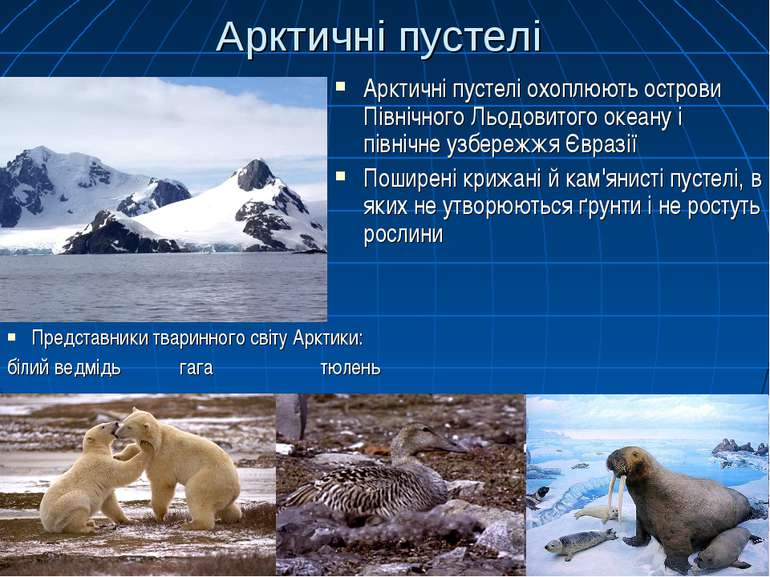 Арктичні пустелі
Арктичні пустелі охоплюють острови
Північного Льодовитого океану і
північне узбережжя Євразії
Поширені крижані й кам'янисті пустелі, в
яких не утворюються ґрунти і не ростуть
рослини
Представники тваринного світу Арктики:
білий ведмідь гага тюлень